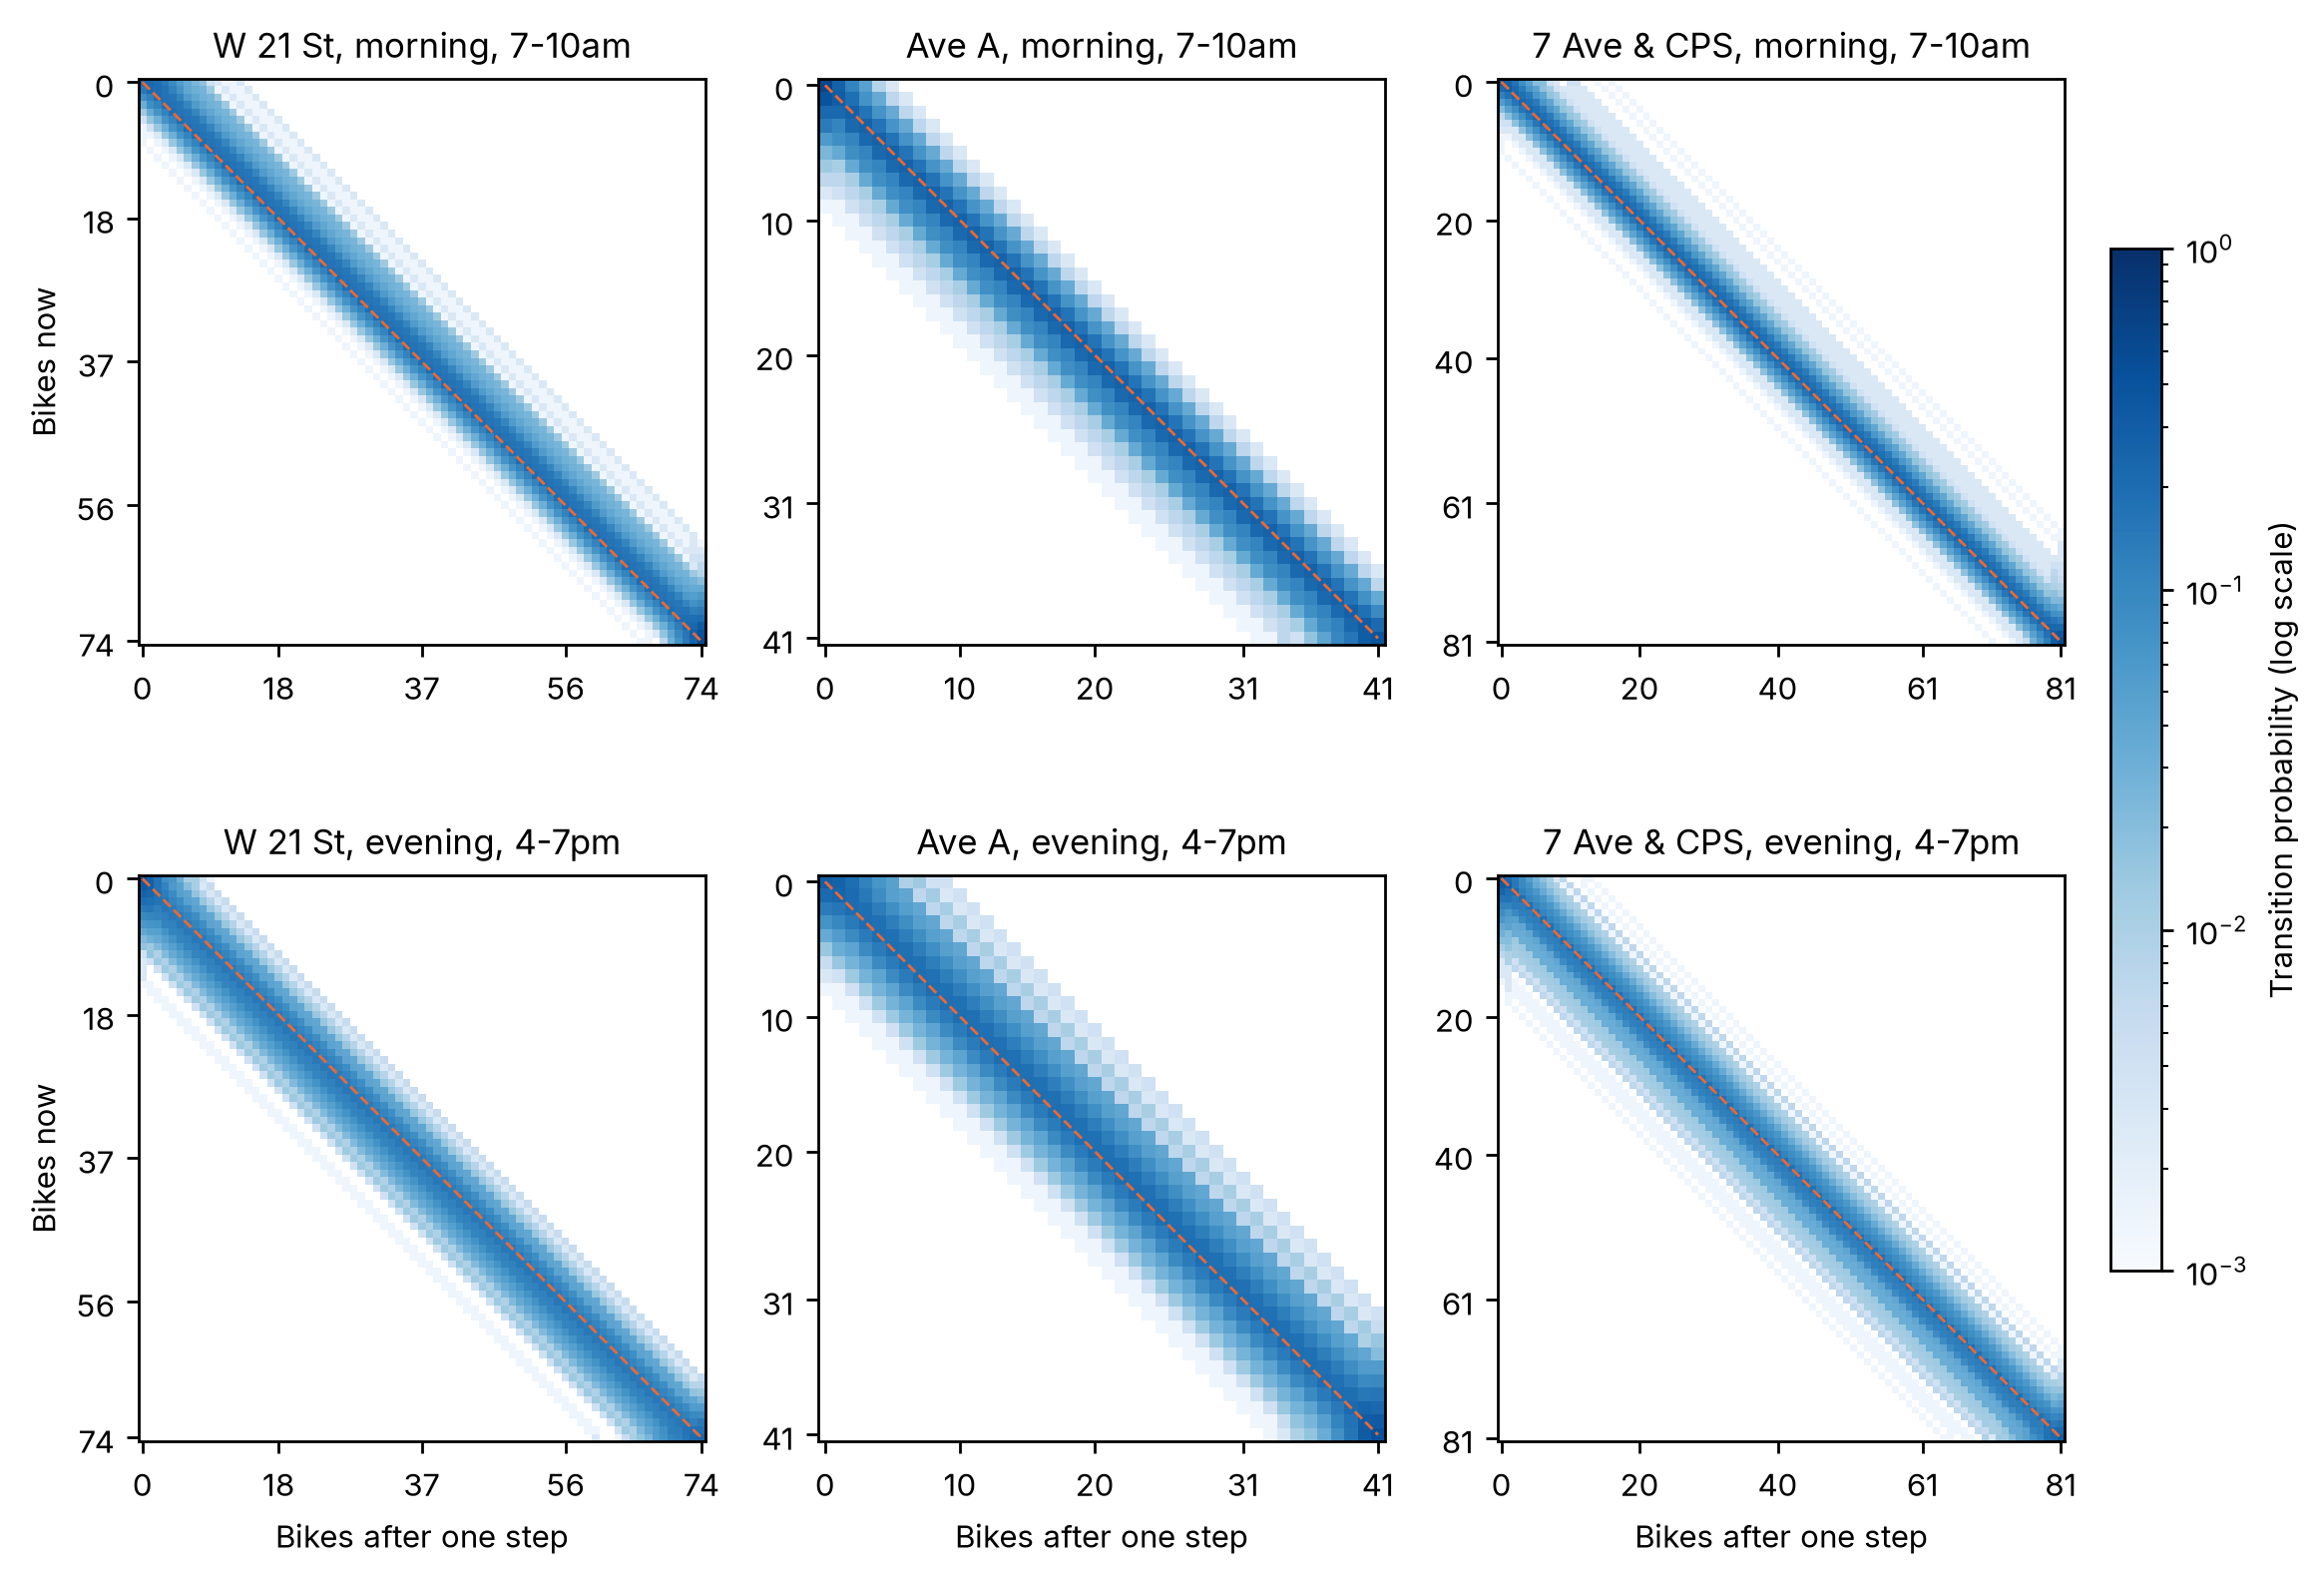 W 21 St, morning, 7-10am
Ave A, morning, 7-10am
7 Ave & CPS, morning, 7-10am
Bikes now
0
18
37
56
74
0 18 37 56 74
0
10
20
31
41
0 10 20 31 41
0
20
40
61
81
0 20 40 61 81
W 21 St, evening, 4-7pm
Ave A, evening, 4-7pm
7 Ave & CPS, evening, 4-7pm
Bikes now
0
18
37
56
74
0 18 37 56 74
Bikes after one step
0
10
20
31
41
0 10 20 31 41
Bikes after one step
0
20
40
61
81
0 20 40 61 81
Bikes after one step
10⁰
10⁻¹
10⁻²
10⁻³
Transition probability (log scale)